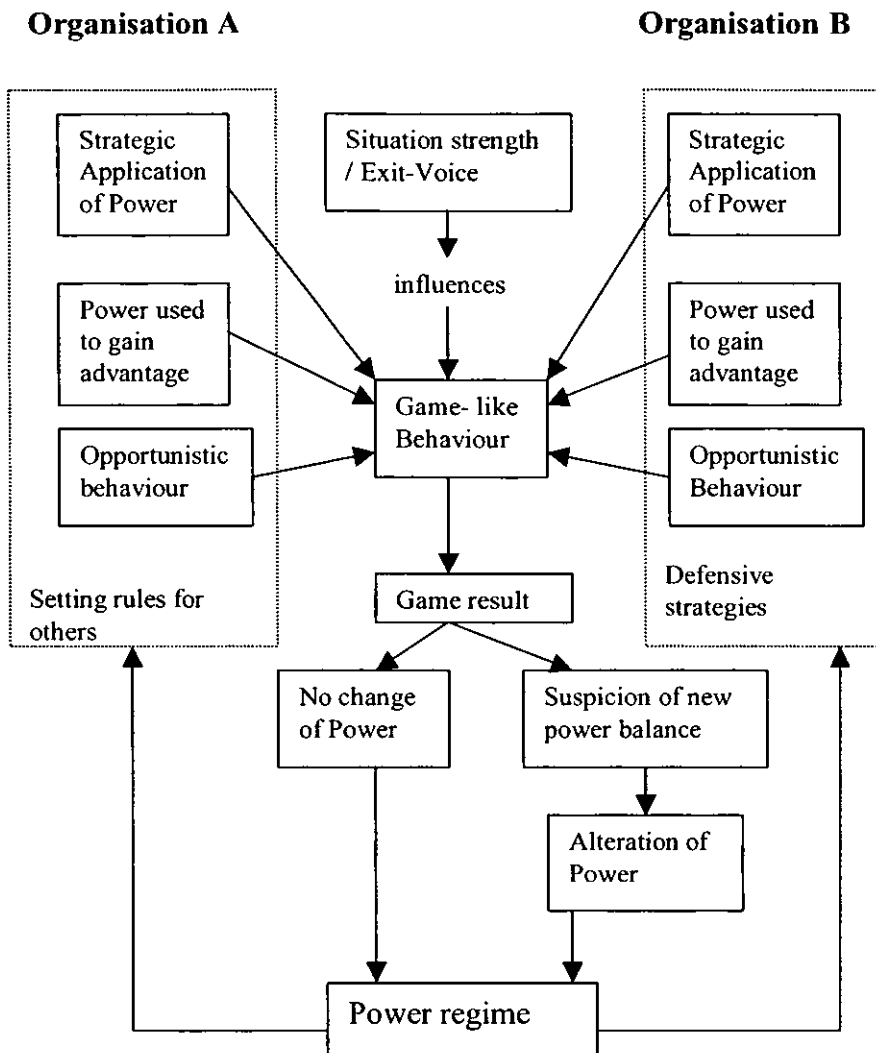 Organisation A
Organisation B
Strategic
Application
of Power
Situation strength
/ Exit-Voice
Strategic
Application
of Power
influences
Power used
to gain
advantage
Power used
to gain
advantage
Game- like
Behaviour
Opportunistic
behaviour
Opportunistic
Behaviour
Setting rules for
others
Defensive
strategies
Game result
No change
of Power
Suspicion of new
power balance
Alteration of
Power
Power regime